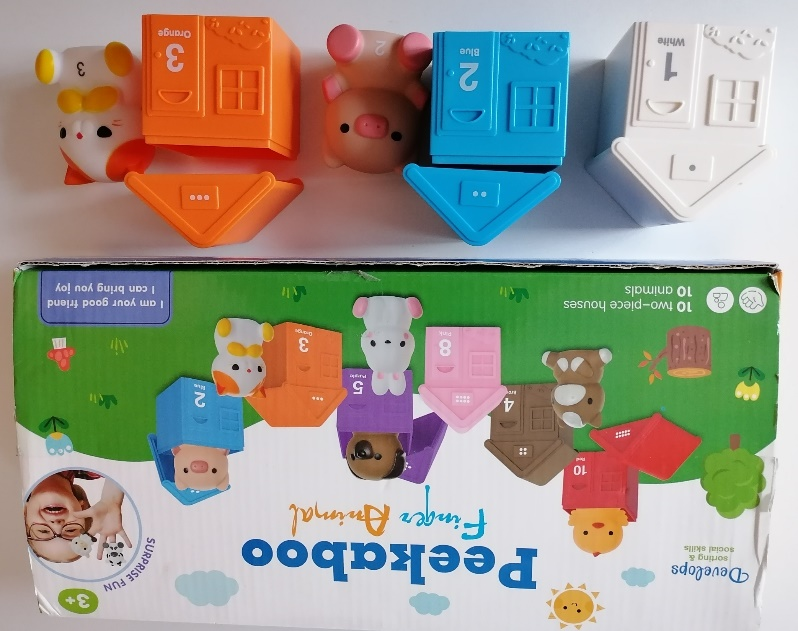 1
White
2
Blue
2
3
Orange
3
3+
SURPRISE FUN
Develops
sorting &
social skills
Peekaboo
Finger Animal
10
Red
4
5
Purple
8
Pink
2
Blue
3
Orange
10 two-piece houses
10 animals
I am your good friend
I can bring you joy